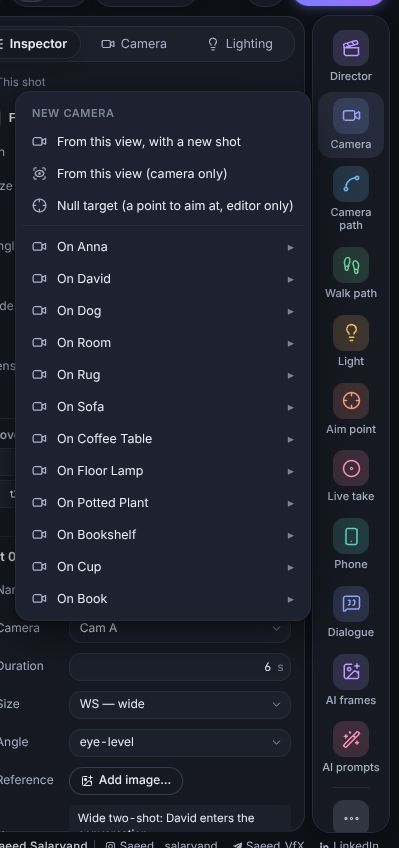 Inspector
Camera
Lighting
This shot
NEW CAMERA
From this view, with a new shot
From this view (camera only)
Null target (a point to aim at, editor only)
On Anna
On David
On Dog
On Room
On Rug
On Sofa
On Coffee Table
On Floor Lamp
On Potted Plant
On Bookshelf
On Cup
On Book
Camera
Cam A
Duration
6 s
Size
WS — wide
Angle
eye-level
Reference
Add image...
Wide two-shot: David enters the
Director
Camera
Camera
path
Walk path
Light
Aim point
Live take
Phone
Dialogue
AI frames
AI prompts
Salaryand
Saeed
Saeed VfX
LinkedIn